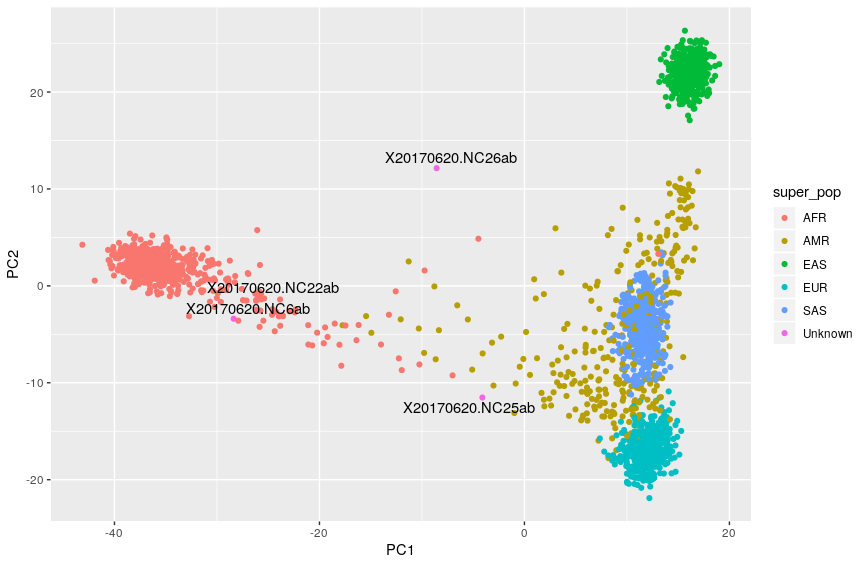 X20170620.NC26ab
X20170620.NC22ab
X20170620.NC6ab
X20170620.NC25ab
20
10
0
-10
-20
-40
-20
0
20
PC1
PC2
super_pop
AFR
AMR
EAS
EUR
SAS
Unknown